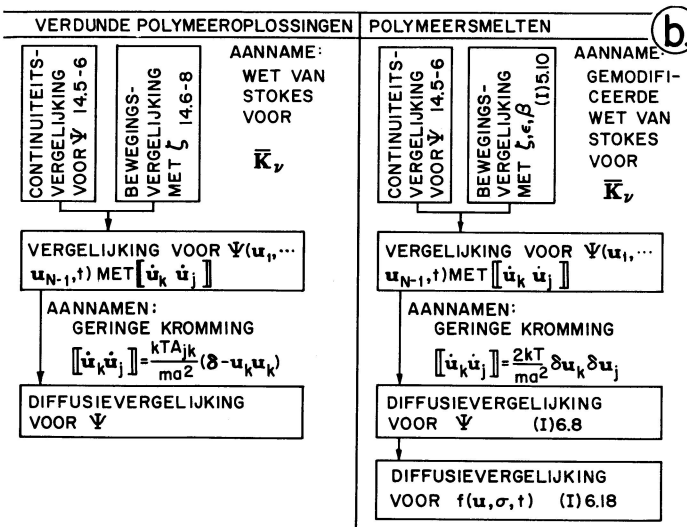 VERDUNDE POLYMEEROPLOSSINGEN
CONTINUITEITS-
VERGELIJKING
VOOR Ψ 14.5-6
BEWEGINGS-
VERGELIJKING
MET ζ 14.6-8
AANNAME:
WET VAN
STOKES
VOOR
K̅ν
VERGELIJKING VOOR Ψ(u₁,···
uN-1,t) MET ⟦u̇k u̇j⟧
AANNAMEN:
GERINGE KROMMING
⟦u̇k u̇j⟧ = kTAjk/ma² (δ-ukuk)
DIFFUSIEVERGELIJKING
VOOR Ψ
POLYMEERSMELTEN
b.
CONTINUITEITS-
VERGELIJKING
VOOR Ψ 14.5-6
BEWEGINGS-
VERGELIJKING
MET ζ,ε,β (I)5.10
AANNAME:
GEMODIFI-
CEERDE
WET VAN
STOKES
VOOR
K̅ν
VERGELIJKING VOOR Ψ(u₁,···
uN-1,t) MET ⟦u̇k u̇j⟧
AANNAMEN:
GERINGE KROMMING
⟦u̇k u̇j⟧ = 2kT/ma² δuk δuj
DIFFUSIEVERGELIJKING
VOOR Ψ (I)6.8
DIFFUSIEVERGELIJKING
VOOR f(u,σ,t) (I)6.18